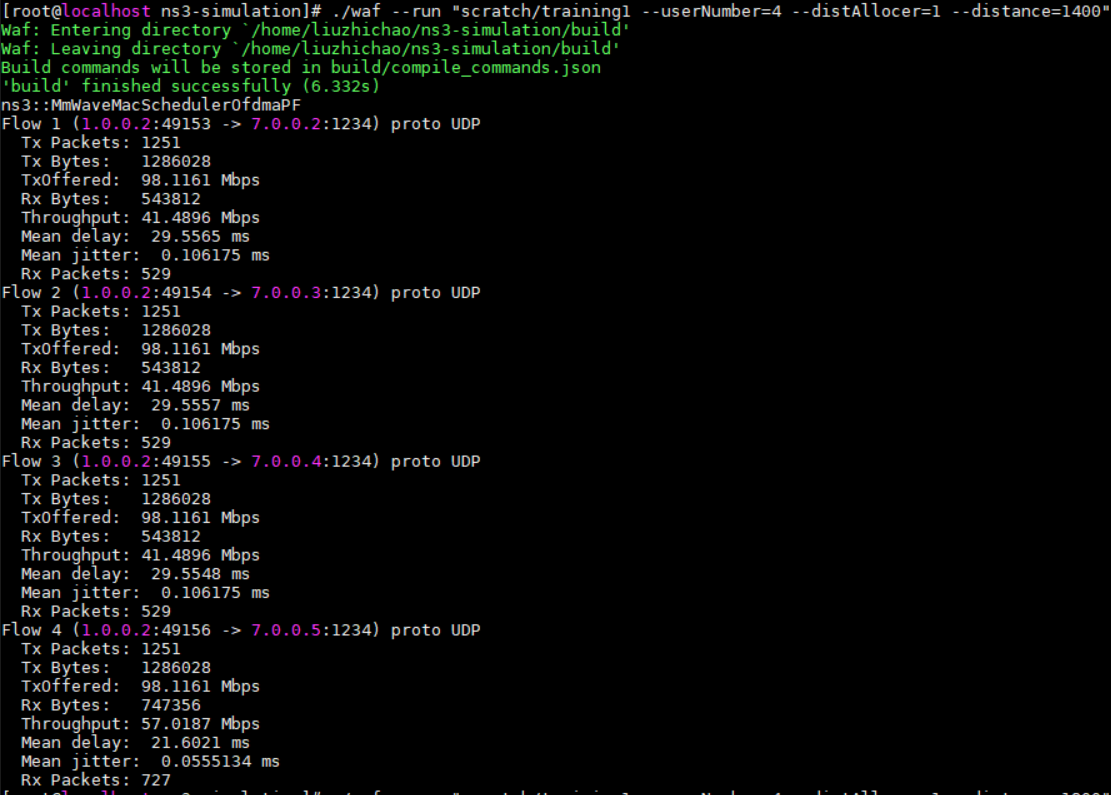 [root@localhost ns3-simulation]# ./waf --run "scratch/training1 --userNumber=4 --distAllocer=1 --distance=1400"
Waf: Entering directory `/home/liuzhichao/ns3-simulation/build'
Waf: Leaving directory `/home/liuzhichao/ns3-simulation/build'
Build commands will be stored in build/compile_commands.json
'build' finished successfully (6.332s)
ns3::MmWaveMacSchedulerOfdmaPF
Flow 1 (1.0.0.2:49153 -> 7.0.0.2:1234) proto UDP
  Tx Packets: 1251
  Tx Bytes:   1286028
  TxOffered:  98.1161 Mbps
  Rx Bytes:   543812
  Throughput: 41.4896 Mbps
  Mean delay:  29.5565 ms
  Mean jitter:  0.106175 ms
  Rx Packets: 529
Flow 2 (1.0.0.2:49154 -> 7.0.0.3:1234) proto UDP
  Tx Packets: 1251
  Tx Bytes:   1286028
  TxOffered:  98.1161 Mbps
  Rx Bytes:   543812
  Throughput: 41.4896 Mbps
  Mean delay:  29.5557 ms
  Mean jitter:  0.106175 ms
  Rx Packets: 529
Flow 3 (1.0.0.2:49155 -> 7.0.0.4:1234) proto UDP
  Tx Packets: 1251
  Tx Bytes:   1286028
  TxOffered:  98.1161 Mbps
  Rx Bytes:   543812
  Throughput: 41.4896 Mbps
  Mean delay:  29.5548 ms
  Mean jitter:  0.106175 ms
  Rx Packets: 529
Flow 4 (1.0.0.2:49156 -> 7.0.0.5:1234) proto UDP
  Tx Packets: 1251
  Tx Bytes:   1286028
  TxOffered:  98.1161 Mbps
  Rx Bytes:   747356
  Throughput: 57.0187 Mbps
  Mean delay:  21.6021 ms
  Mean jitter:  0.0555134 ms
  Rx Packets: 727